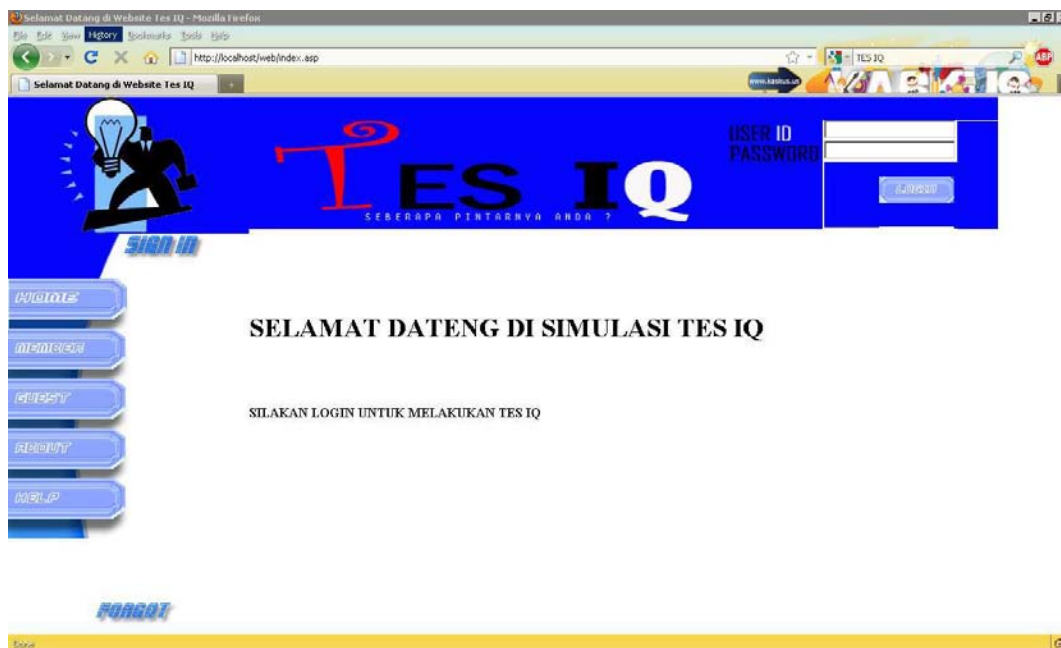 Selamat Datang di Website Tes IQ - Mozilla Firefox
File Edit View History Bookmarks Tools Help
http://localhost/web/index.asp
TES IQ
ABP
Selamat Datang di Website Tes IQ
www.kaskus.us
USER ID
PASSWORD
TES IQ
SEBERAPA PINTARNYA ANDA ?
LOGIN
SIGN IN
HOME
MEMBER
GUEST
ABOUT
HELP
SELAMAT DATENG DI SIMULASI TES IQ
SILAKAN LOGIN UNTUK MELAKUKAN TES IQ
FORGOT
Done